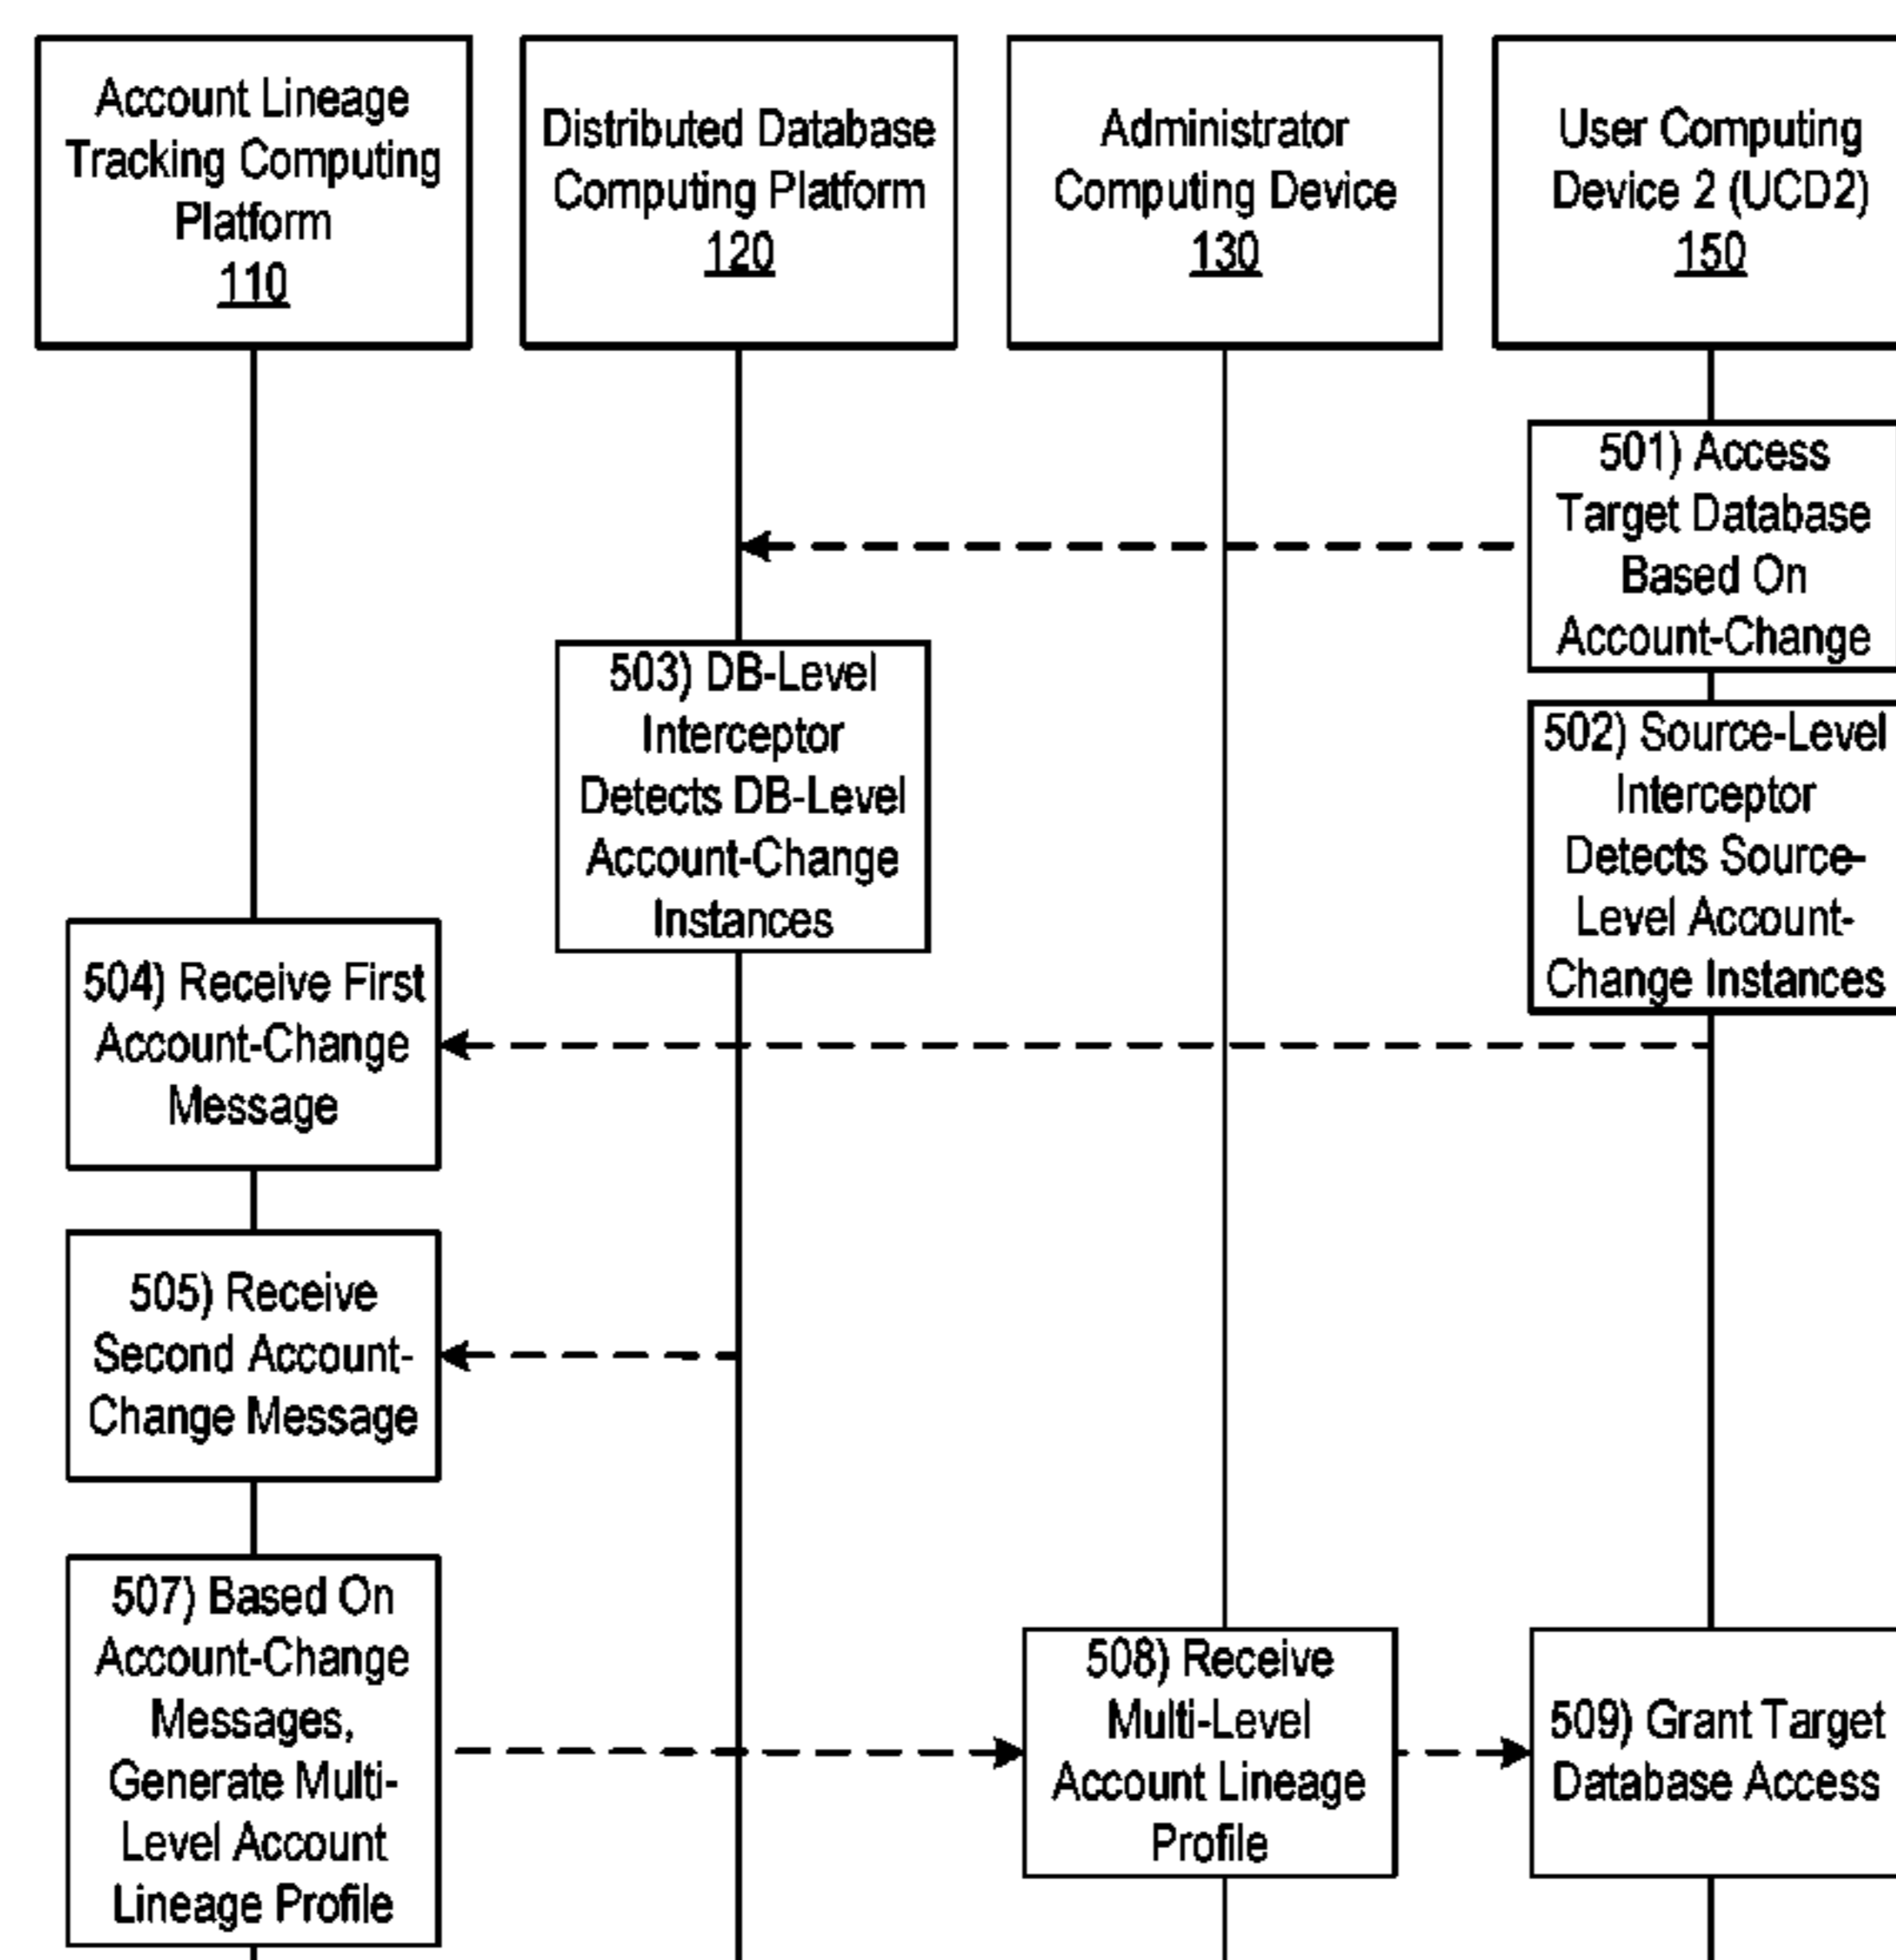 Account Lineage
Tracking Computing
Platform
110
Distributed Database
Computing Platform
120
Administrator
Computing Device
130
User Computing
Device 2 (UCD2)
150
501) Access
Target Database
Based On
Account-Change
502) Source-Level
Interceptor
Detects Source-
Level Account-
Change Instances
503) DB-Level
Interceptor
Detects DB-Level
Account-Change
Instances
504) Receive First
Account-Change
Message
505) Receive
Second Account-
Change Message
507) Based On
Account-Change
Messages,
Generate Multi-
Level Account
Lineage Profile
508) Receive
Multi-Level
Account Lineage
Profile
509) Grant Target
Database Access